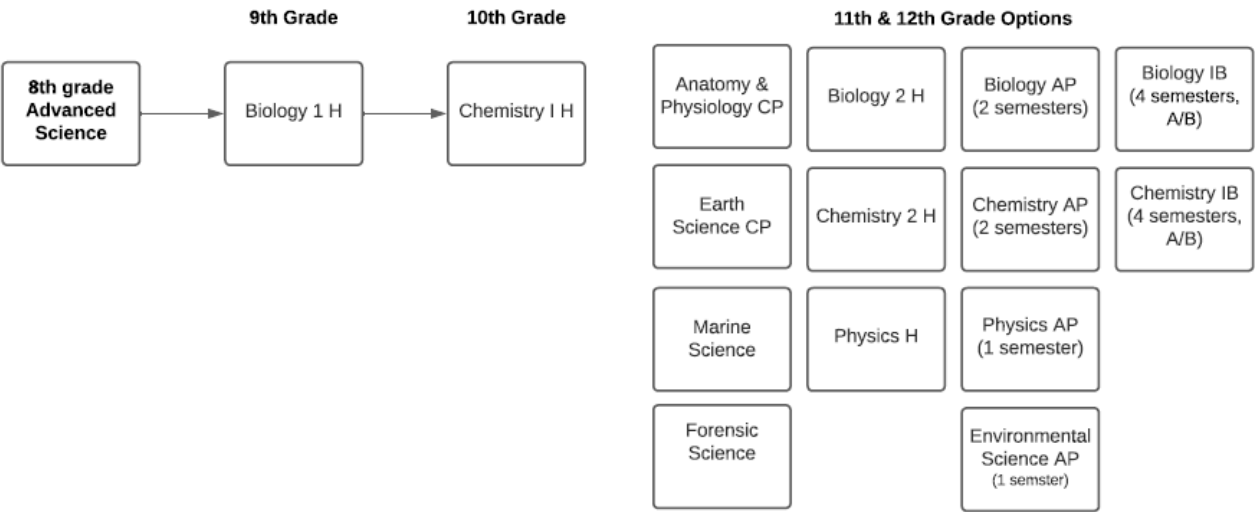 9th Grade
10th Grade
11th & 12th Grade Options
8th grade
Advanced
Science
Biology 1 H
Chemistry I H
Anatomy &
Physiology CP
Biology 2 H
Biology AP
(2 semesters)
Biology IB
(4 semesters,
A/B)
Earth
Science CP
Chemistry 2 H
Chemistry AP
(2 semesters)
Chemistry IB
(4 semesters,
A/B)
Marine
Science
Physics H
Physics AP
(1 semester)
Forensic
Science
Environmental
Science AP
(1 semster)